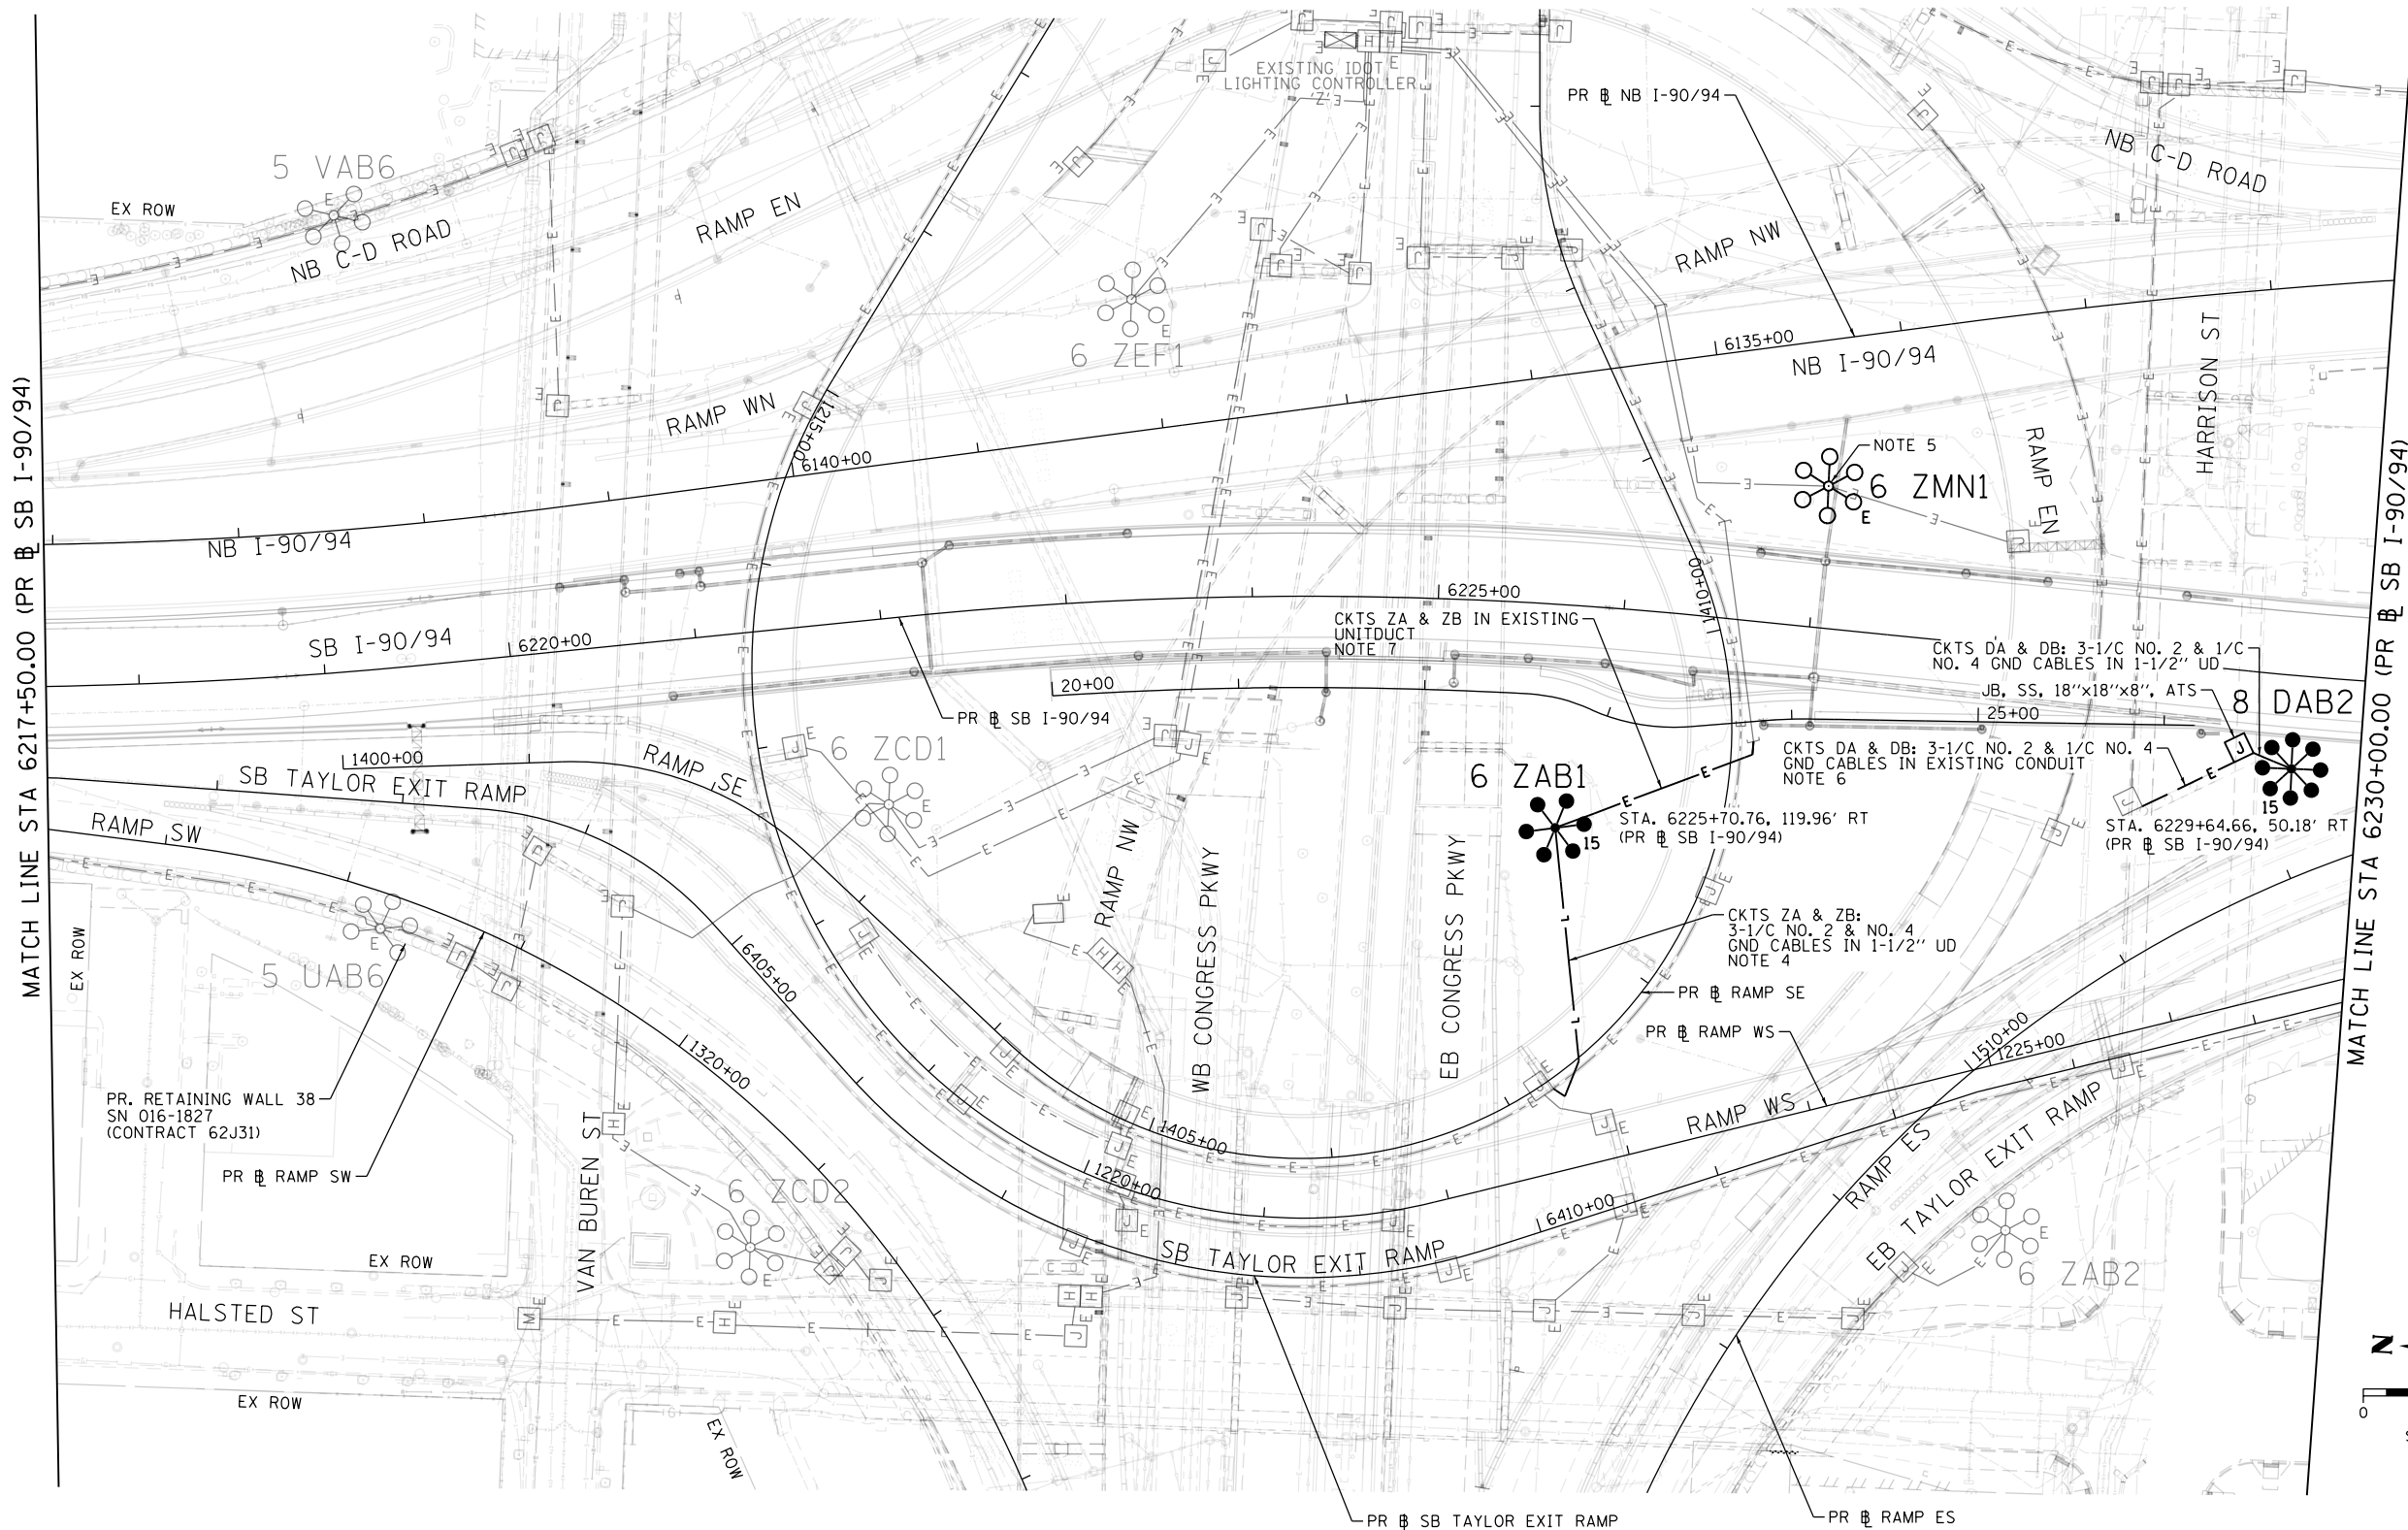 MATCH LINE STA 6217+50.00 (PR ⅊ SB I-90/94)
EX ROW
5 VAB6
NB C-D ROAD
RAMP EN
EXISTING IDOT
LIGHTING CONTROLLER
'Z'
PR ⅊ NB I-90/94
NB C-D ROAD
RAMP NW
6 ZEF1
6135+00
NB I-90/94
HARRISON ST
RAMP WN
1215+00
6140+00
NOTE 5
6 ZMN1
RAMP EN
NB I-90/94
1410+00
6225+00
SB I-90/94
6220+00
CKTS ZA & ZB IN EXISTING
UNITDUCT
NOTE 7
CKTS DA & DB: 3-1/C NO. 2 & 1/C
NO. 4 GND CABLES IN 1-1/2" UD
JB, SS, 18"x18"x8", ATS
8 DAB2
20+00
25+00
PR ⅊ SB I-90/94
6 ZCD1
1400+00
SB TAYLOR EXIT RAMP
RAMP SE
RAMP SW
6 ZAB1
15
STA. 6225+70.76, 119.96' RT
(PR ⅊ SB I-90/94)
CKTS DA & DB: 3-1/C NO. 2 & 1/C NO. 4
GND CABLES IN EXISTING CONDUIT
NOTE 6
15
STA. 6229+64.66, 50.18' RT
(PR ⅊ SB I-90/94)
RAMP NW
WB CONGRESS PKWY
EB CONGRESS PKWY
EX ROW
5 UAB6
6405+00
CKTS ZA & ZB:
3-1/C NO. 2 & NO. 4
GND CABLES IN 1-1/2" UD
NOTE 4
PR ⅊ RAMP SE
PR ⅊ RAMP WS
1510+00
1225+00
1320+00
PR. RETAINING WALL 38
SN 016-1827
(CONTRACT 62J31)
PR ⅊ RAMP SW
VAN BUREN ST
6 ZCD2
1405+00
1220+00
RAMP WS
RAMP ES
EB TAYLOR EXIT RAMP
6410+00
SB TAYLOR EXIT RAMP
6 ZAB2
EX ROW
HALSTED ST
EX ROW
EX ROW
PR ⅊ SB TAYLOR EXIT RAMP
PR ⅊ RAMP ES
MATCH LINE STA 6230+00.00 (PR ⅊ SB I-90/94)
N
0